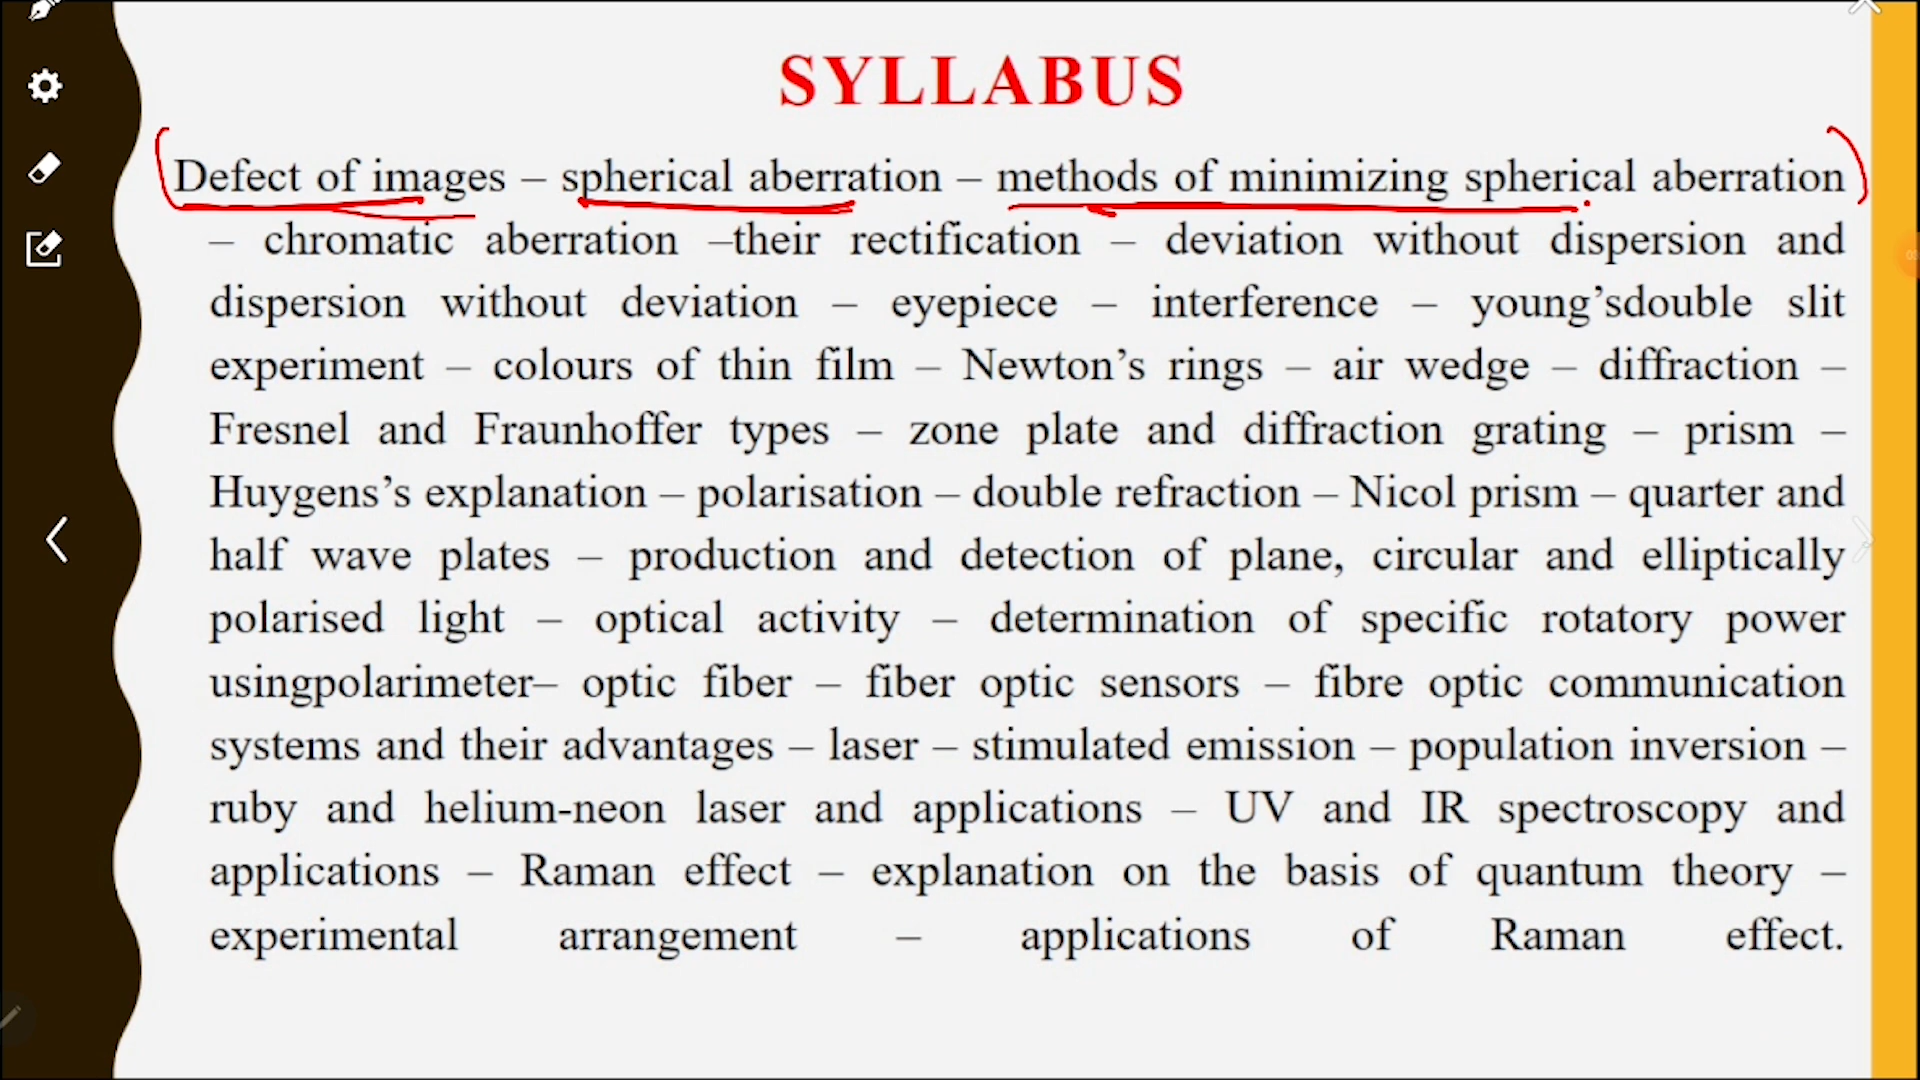 SYLLABUS
Defect of images – spherical aberration – methods of minimizing spherical aberration
– chromatic aberration –their rectification – deviation without dispersion and
dispersion without deviation – eyepiece – interference – young’sdouble slit
experiment – colours of thin film – Newton’s rings – air wedge – diffraction –
Fresnel and Fraunhoffer types – zone plate and diffraction grating – prism –
Huygens’s explanation – polarisation – double refraction – Nicol prism – quarter and
half wave plates – production and detection of plane, circular and elliptically
polarised light – optical activity – determination of specific rotatory power
usingpolarimeter– optic fiber – fiber optic sensors – fibre optic communication
systems and their advantages – laser – stimulated emission – population inversion –
ruby and helium-neon laser and applications – UV and IR spectroscopy and
applications – Raman effect – explanation on the basis of quantum theory –
experimental arrangement – applications of Raman effect.